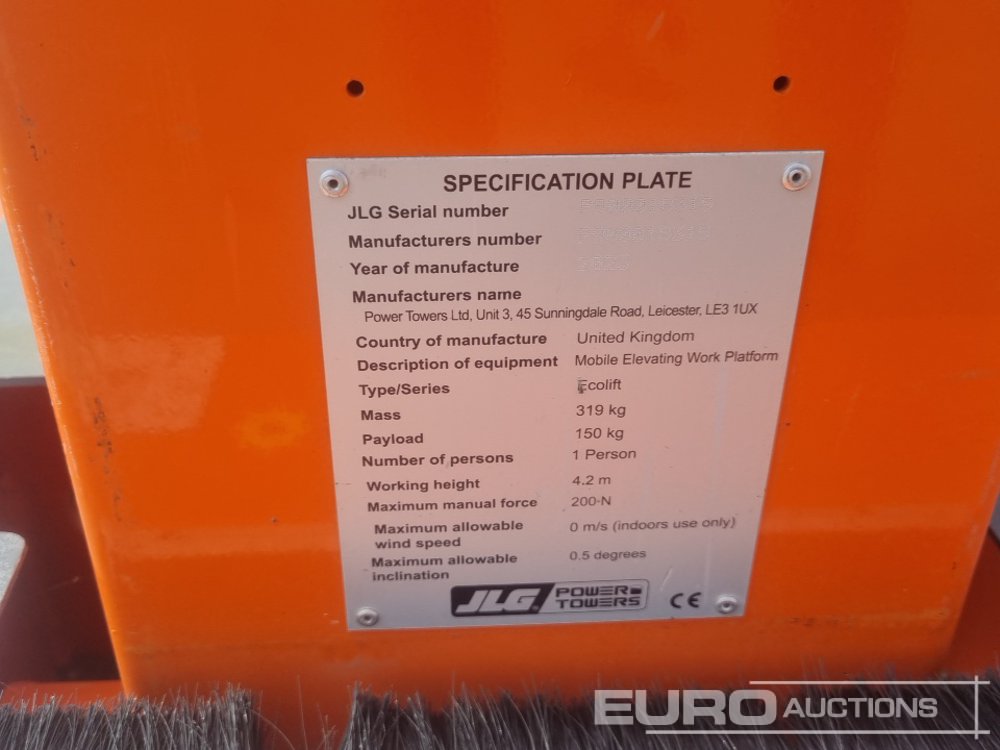 SPECIFICATION PLATE
JLG Serial number
Manufacturers number
Year of manufacture
Manufacturers name
Power Towers Ltd, Unit 3, 45 Sunningdale Road, Leicester, LE3 1UX
Country of manufacture United Kingdom
Description of equipment Mobile Elevating Work Platform
Type/Series Ecolift
Mass 319 kg
Payload 150 kg
Number of persons 1 Person
Working height 4.2 m
Maximum manual force 200-N
Maximum allowable 0 m/s (indoors use only)
wind speed
Maximum allowable 0.5 degrees
inclination
JLG POWER
TOWERS CE
EURO AUCTIONS